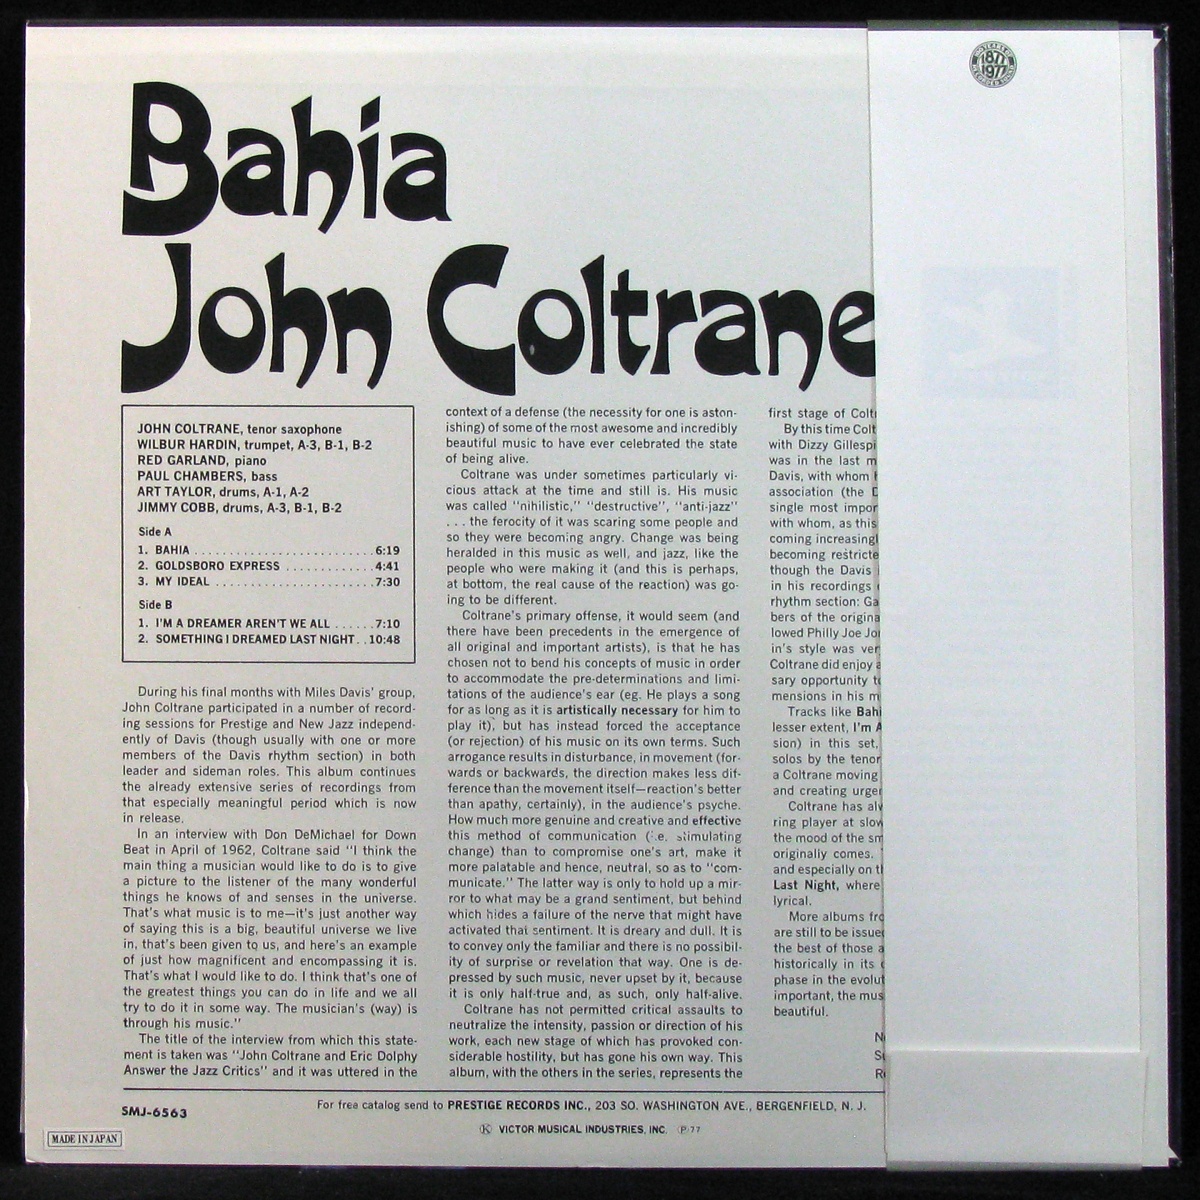 100 YEARS OF
1877
1977
RECORDED SOUND
Bahia
John Coltrane
JOHN COLTRANE, tenor saxophone
WILBUR HARDIN, trumpet, A-3, B-1, B-2
RED GARLAND, piano
PAUL CHAMBERS, bass
ART TAYLOR, drums, A-1, A-2
JIMMY COBB, drums, A-3, B-1, B-2
Side A
1. BAHIA . . . . . . . . . . . . . . . . . . . . . . . . . . 6:19
2. GOLDSBORO EXPRESS . . . . . . . . . . . . 4:41
3. MY IDEAL . . . . . . . . . . . . . . . . . . . . . . . 7:30
Side B
1. I'M A DREAMER AREN'T WE ALL . . . . . . 7:10
2. SOMETHING I DREAMED LAST NIGHT . . 10:48
During his final months with Miles Davis' group,
John Coltrane participated in a number of record-
ing sessions for Prestige and New Jazz independ-
ently of Davis (though usually with one or more
members of the Davis rhythm section) in both
leader and sideman roles. This album continues
the already extensive series of recordings from
that especially meaningful period which is now
in release.
In an interview with Don DeMichael for Down
Beat in April of 1962, Coltrane said "I think the
main thing a musician would like to do is to give
a picture to the listener of the many wonderful
things he knows of and senses in the universe.
That's what music is to me—it's just another way
of saying this is a big, beautiful universe we live
in, that's been given to us, and here's an example
of just how magnificent and encompassing it is.
That's what I would like to do. I think that's one of
the greatest things you can do in life and we all
try to do it in some way. The musician's (way) is
through his music."
The title of the interview from which this state-
ment is taken was "John Coltrane and Eric Dolphy
Answer the Jazz Critics" and it was uttered in the
context of a defense (the necessity for one is aston-
ishing) of some of the most awesome and incredibly
beautiful music to have ever celebrated the state
of being alive.
Coltrane was under sometimes particularly vi-
cious attack at the time and still is. His music
was called "nihilistic," "destructive", "anti-jazz"
. . . the ferocity of it was scaring some people and
so they were becoming angry. Change was being
heralded in this music as well, and jazz, like the
people who were making it (and this is perhaps,
at bottom, the real cause of the reaction) was go-
ing to be different.
Coltrane's primary offense, it would seem (and
there have been precedents in the emergence of
all original and important artists), is that he has
chosen not to bend his concepts of music in order
to accommodate the pre-determinations and limi-
tations of the audience's ear (eg. He plays a song
for as long as it is artistically necessary for him to
play it), but has instead forced the acceptance
(or rejection) of his music on its own terms. Such
arrogance results in disturbance, in movement (for-
wards or backwards, the direction makes less dif-
ference than the movement itself—reaction's better
than apathy, certainly), in the audience's psyche.
How much more genuine and creative and effective
this method of communication (i.e. stimulating
change) than to compromise one's art, make it
more palatable and hence, neutral, so as to "com-
municate." The latter way is only to hold up a mir-
ror to what may be a grand sentiment, but behind
which hides a failure of the nerve that might have
activated that sentiment. It is dreary and dull. It is
to convey only the familiar and there is no possibil-
ity of surprise or revelation that way. One is de-
pressed by such music, never upset by it, because
it is only half-true and, as such, only half-alive.
Coltrane has not permitted critical assaults to
neutralize the intensity, passion or direction of his
work, each new stage of which has provoked con-
siderable hostility, but has gone his own way. This
album, with the others in the series, represents the
first stage of Colt
By this time Colt
with Dizzy Gillespi
was in the last m
Davis, with whom
association (the
single most impor
with whom, as this
coming increasingl
becoming restricte
though the Davis
in his recordings
rhythm section: Ga
bers of the origina
lowed Philly Joe Jo
in's style was ver
Coltrane did enjoy a
sary opportunity t
mensions in his m
Tracks like Bahi
lesser extent, I'm A
sion) in this set,
solos by the tenor
a Coltrane moving
and creating urge
Coltrane has al
ring player at slow
the mood of the sm
originally comes.
and especially on t
Last Night, where
lyrical.
More albums fr
are still to be issue
the best of those a
historically in its
phase in the evolut
important, the mus
beautiful.
N
S
R
For free catalog send to PRESTIGE RECORDS INC., 203 SO. WASHINGTON AVE., BERGENFIELD, N. J.
SMJ-6563
Ⓚ VICTOR MUSICAL INDUSTRIES, INC. Ⓟ77
MADE IN JAPAN